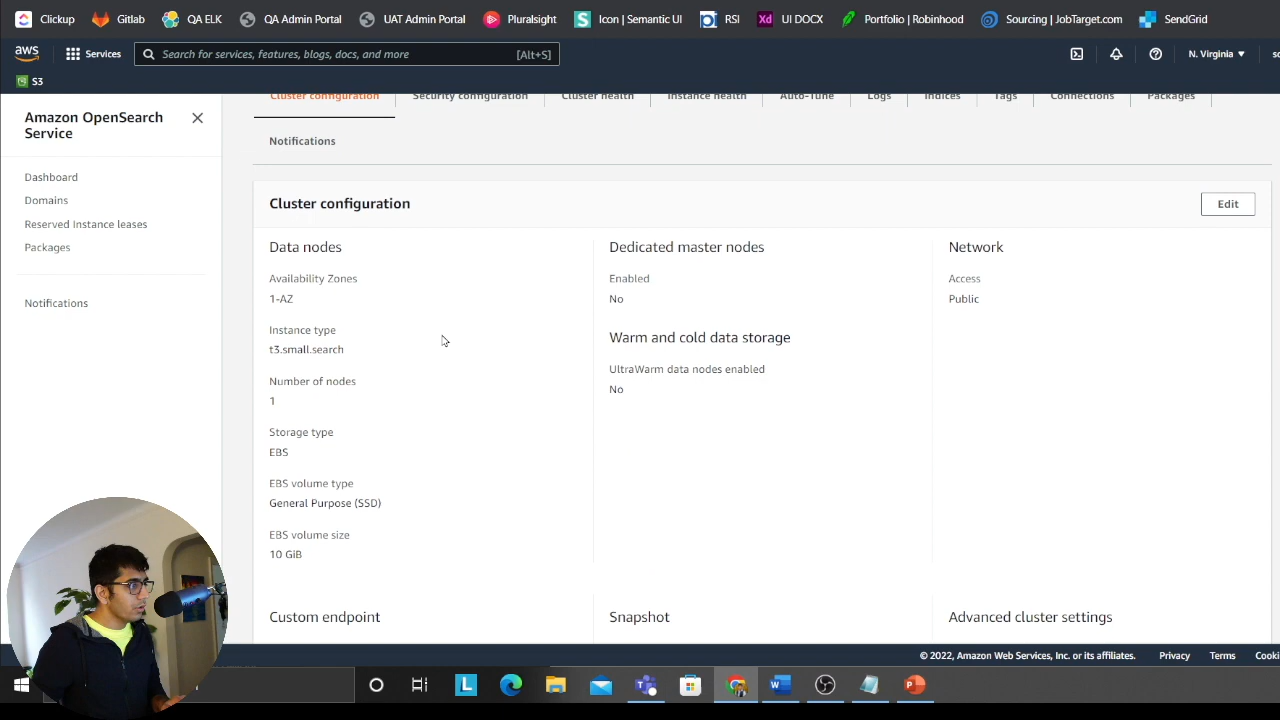 Clickup Gitlab QA ELK QA Admin Portal UAT Admin Portal Pluralsight Icon | Semantic UI RSI UI DOCX Portfolio | Robinhood Sourcing | JobTarget.com SendGrid
aws Services Search for services, features, blogs, docs, and more [Alt+S] N. Virginia
S3
Amazon OpenSearch
Service
Dashboard
Domains
Reserved Instance leases
Packages
Notifications
Cluster configuration Security configuration Cluster health Instance health Auto-Tune Logs Indices Tags Connections Packages
Notifications
Cluster configuration Edit
Data nodes
Availability Zones
1-AZ
Instance type
t3.small.search
Number of nodes
1
Storage type
EBS
EBS volume type
General Purpose (SSD)
EBS volume size
10 GiB
Dedicated master nodes
Enabled
No
Warm and cold data storage
UltraWarm data nodes enabled
No
Network
Access
Public
Custom endpoint Snapshot Advanced cluster settings
© 2022, Amazon Web Services, Inc. or its affiliates. Privacy Terms Cooki